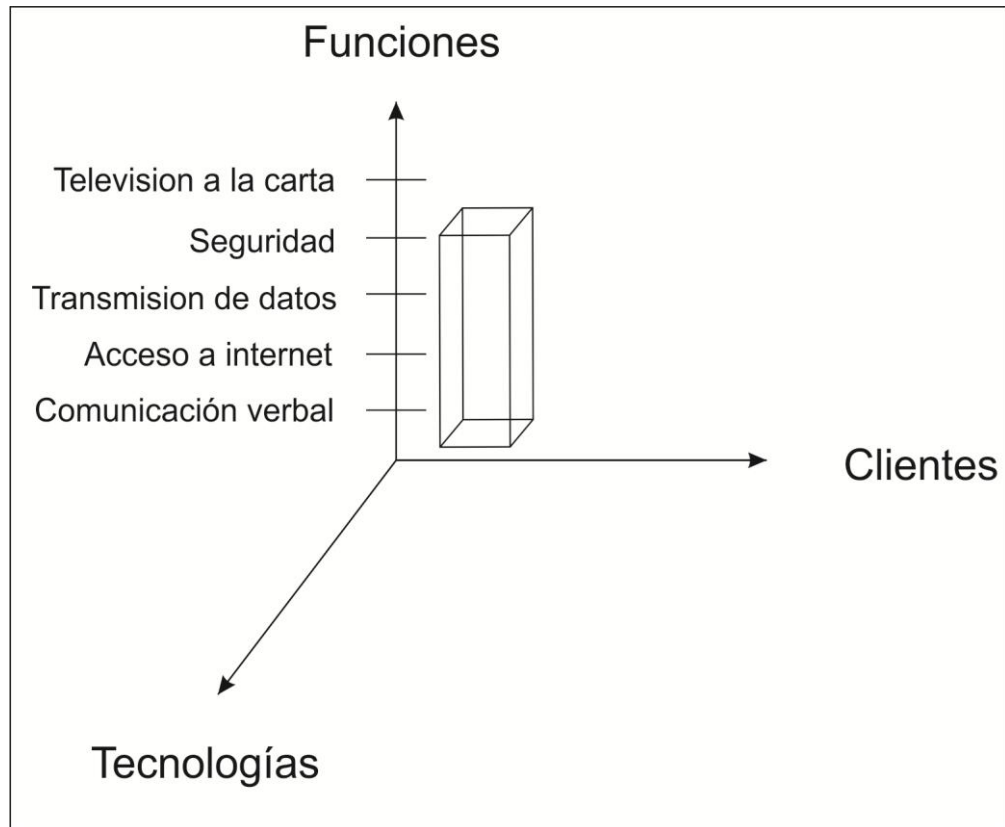 Funciones
Television a la carta
Seguridad
Transmision de datos
Acceso a internet
Comunicación verbal
Clientes
Tecnologías